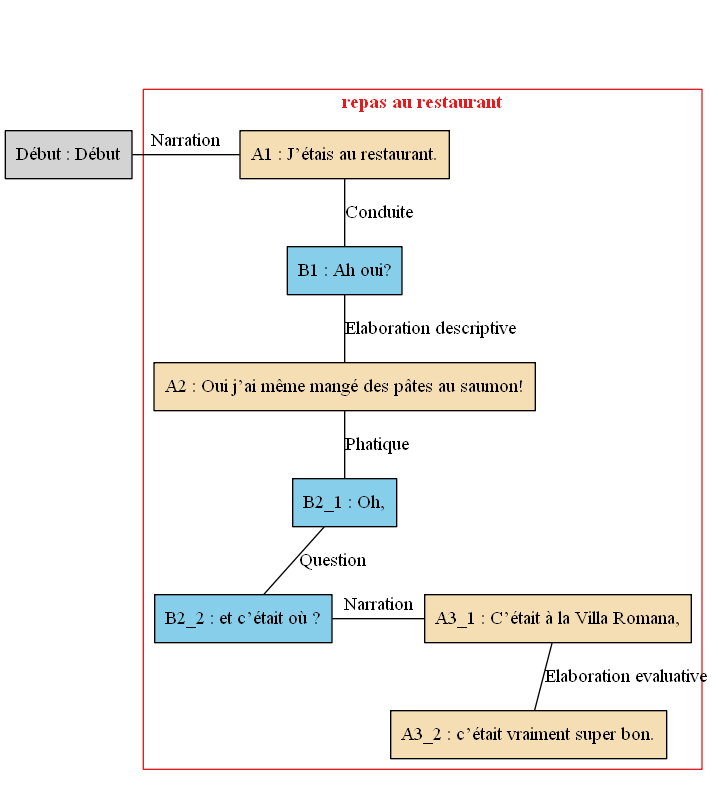 repas au restaurant
Début : Début
Narration
A1 : J’étais au restaurant.
Conduite
B1 : Ah oui?
Elaboration descriptive
A2 : Oui j’ai même mangé des pâtes au saumon!
Phatique
B2_1 : Oh,
Question
B2_2 : et c’était où ?
Narration
A3_1 : C’était à la Villa Romana,
Elaboration evaluative
A3_2 : c’était vraiment super bon.